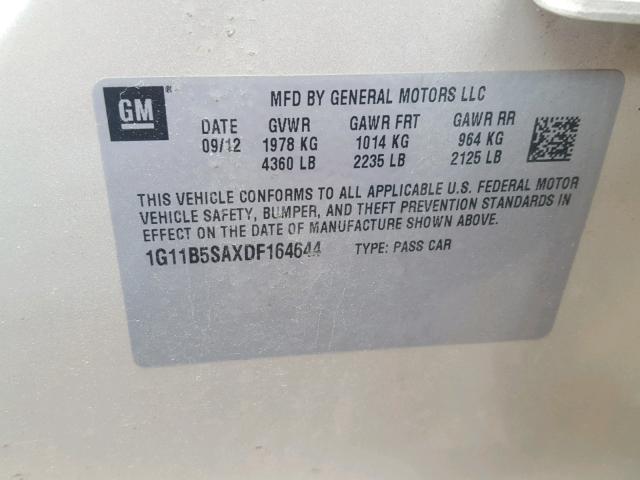 GM ®
MFD BY GENERAL MOTORS LLC
DATE GVWR GAWR FRT GAWR RR
09/12 1978 KG 1014 KG 964 KG
4360 LB 2235 LB 2125 LB
THIS VEHICLE CONFORMS TO ALL APPLICABLE U.S. FEDERAL MOTOR
VEHICLE SAFETY, BUMPER, AND THEFT PREVENTION STANDARDS IN
EFFECT ON THE DATE OF MANUFACTURE SHOWN ABOVE.
1G11B5SAXDF164644 TYPE: PASS CAR